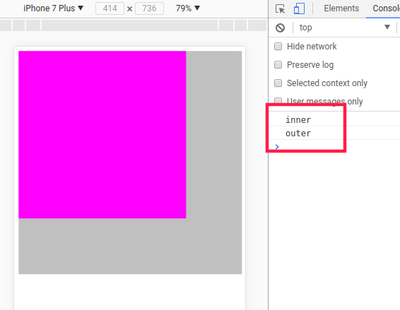 iPhone 7 Plus ▼ 414 × 736 79% ▼
Elements Conso
top ▼
Hide network
Preserve log
Selected context only
User messages only
inner
outer